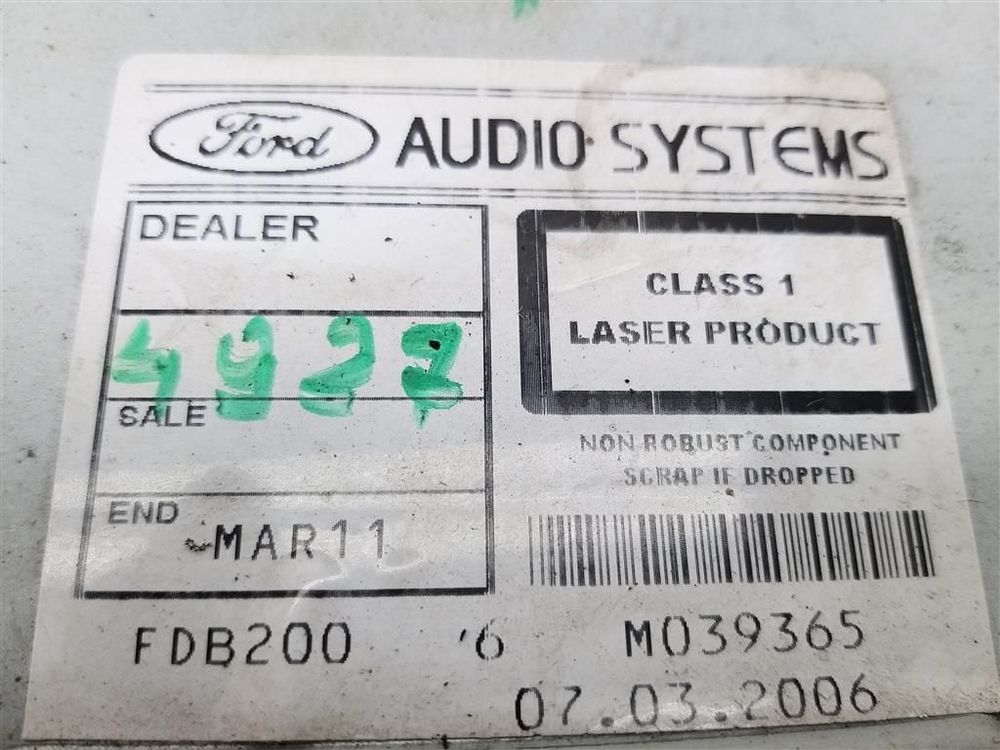 Ford AUDIO SYSTEMS
DEALER
SALE
END
MAR11
CLASS 1
LASER PRODUCT
NON ROBUST COMPONENT
SCRAP IF DROPPED
FDB200 '6 M039365
07.03.2006